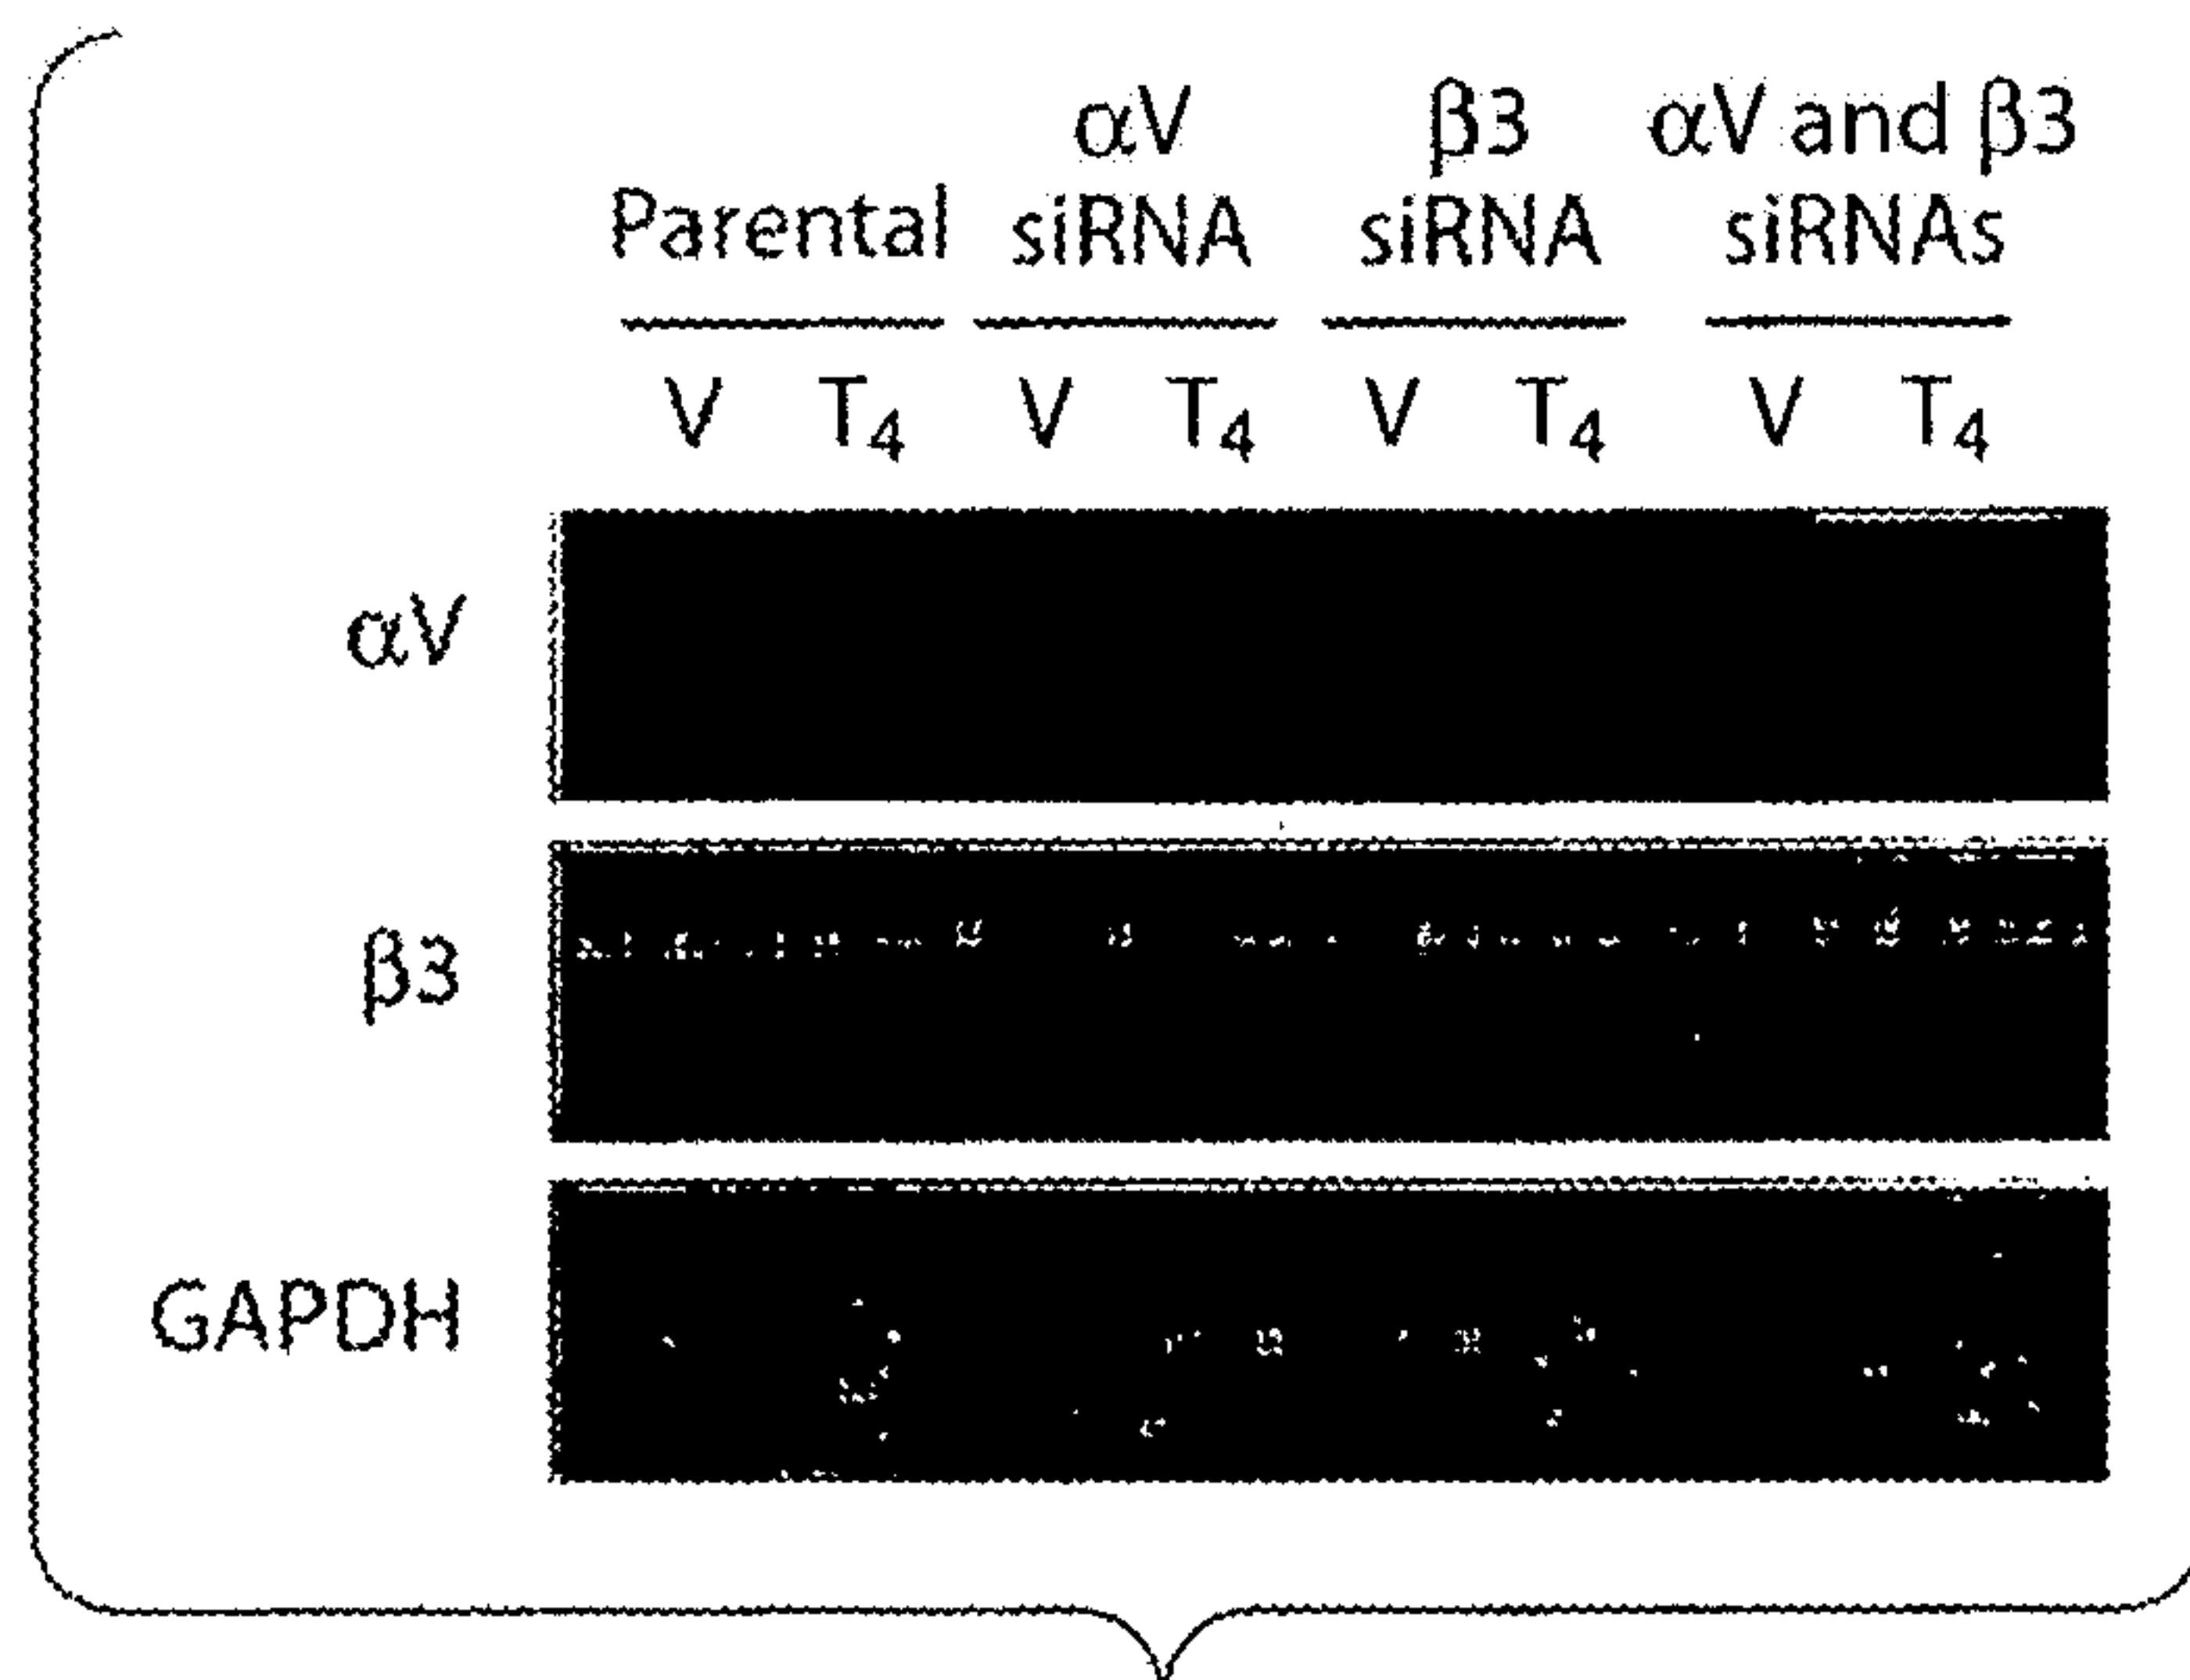 αV β3 αV and β3
Parental siRNA siRNA siRNAs
V T₄ V T₄ V T₄ V T₄
αV
β3
GAPDH